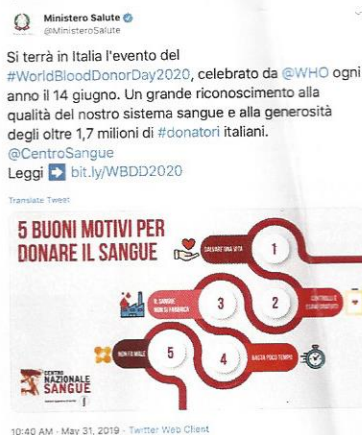 Ministero Salute
@MinisteroSalute
Si terrà in Italia l'evento del
#WorldBloodDonorDay2020, celebrato da @WHO ogni
anno il 14 giugno. Un grande riconoscimento alla
qualità del nostro sistema sangue e alla generosità
degli oltre 1,7 milioni di #donatori italiani.
@CentroSangue
Leggi ➡ bit.ly/WBDD2020
Translate Tweet
5 BUONI MOTIVI PER
DONARE IL SANGUE
SALVARE UNA VITA
1
IL SANGUE
NON SI FABBRICA
3
2
CONTROLLI E
ESAMI GRATUITI
NON FA MALE
5
4
BASTA POCO TEMPO
CENTRO
NAZIONALE
SANGUE
10:40 AM · May 31, 2019 · Twitter Web Client